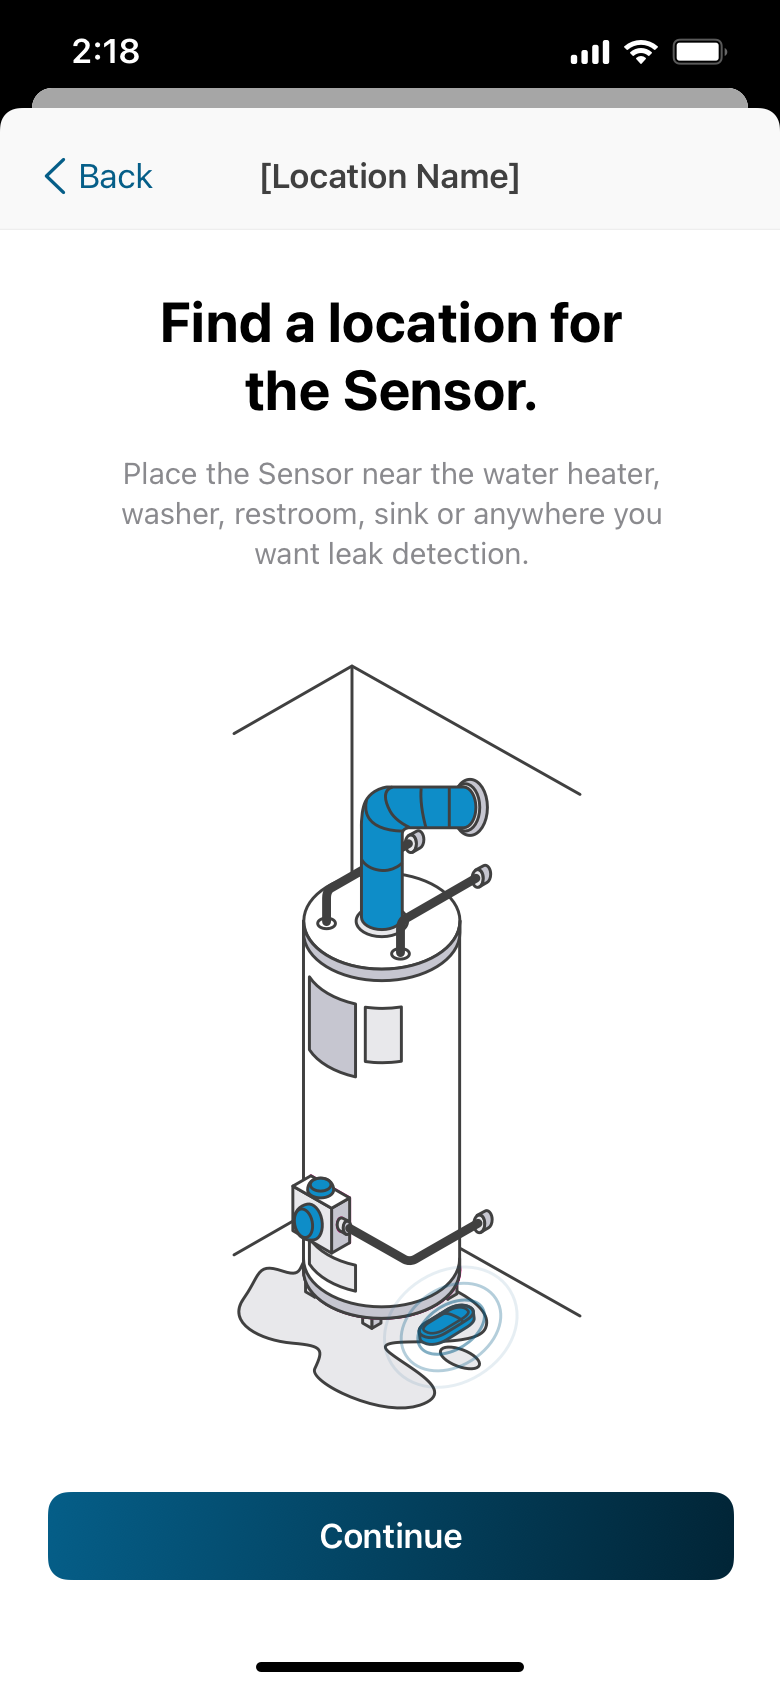 2:18
Back
[Location Name]
Find a location for
the Sensor.
Place the Sensor near the water heater,
washer, restroom, sink or anywhere you
want leak detection.
Continue